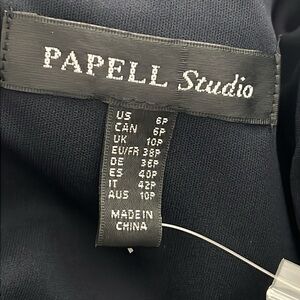 PAPELL Studio
US 6P
CAN 6P
UK 10P
EU/FR 38P
DE 36P
ES 40P
IT 42P
AUS 10P
MADE IN
CHINA